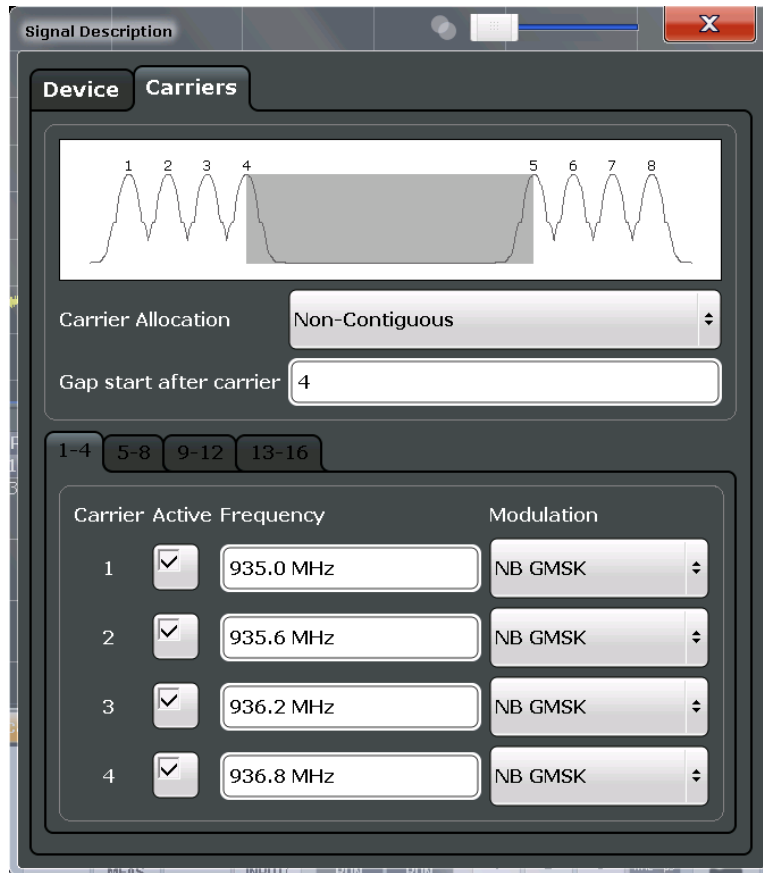 Signal Description
X
Device Carriers
1 2 3 4 5 6 7 8
Carrier Allocation Non-Contiguous
Gap start after carrier 4
1-4 5-8 9-12 13-16
Carrier Active Frequency Modulation
1 935.0 MHz NB GMSK
2 935.6 MHz NB GMSK
3 936.2 MHz NB GMSK
4 936.8 MHz NB GMSK